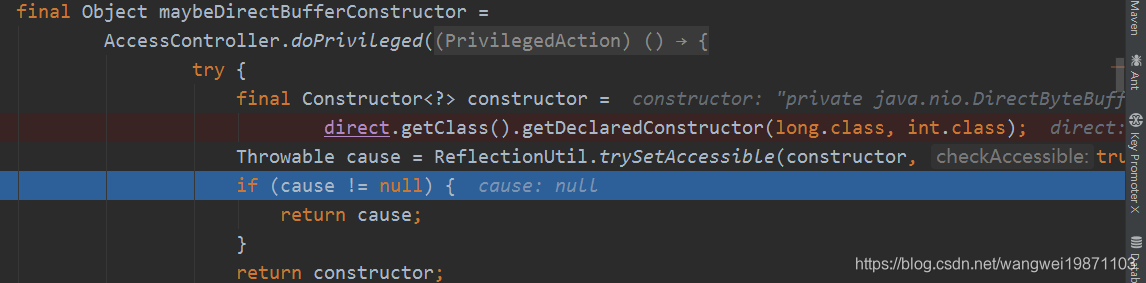 final Object maybeDirectBufferConstructor =
AccessController.doPrivileged((PrivilegedAction) () → {
try {
final Constructor<?> constructor = constructor: "private java.nio.DirectByteBuff
direct.getClass().getDeclaredConstructor(long.class, int.class); direct:
Throwable cause = ReflectionUtil.trySetAccessible(constructor, checkAccessible: tru
if (cause != null) { cause: null
return cause;
}
return constructor;
Maven
Ant
Key Promoter X
Datab
https://blog.csdn.net/wangwei19871103